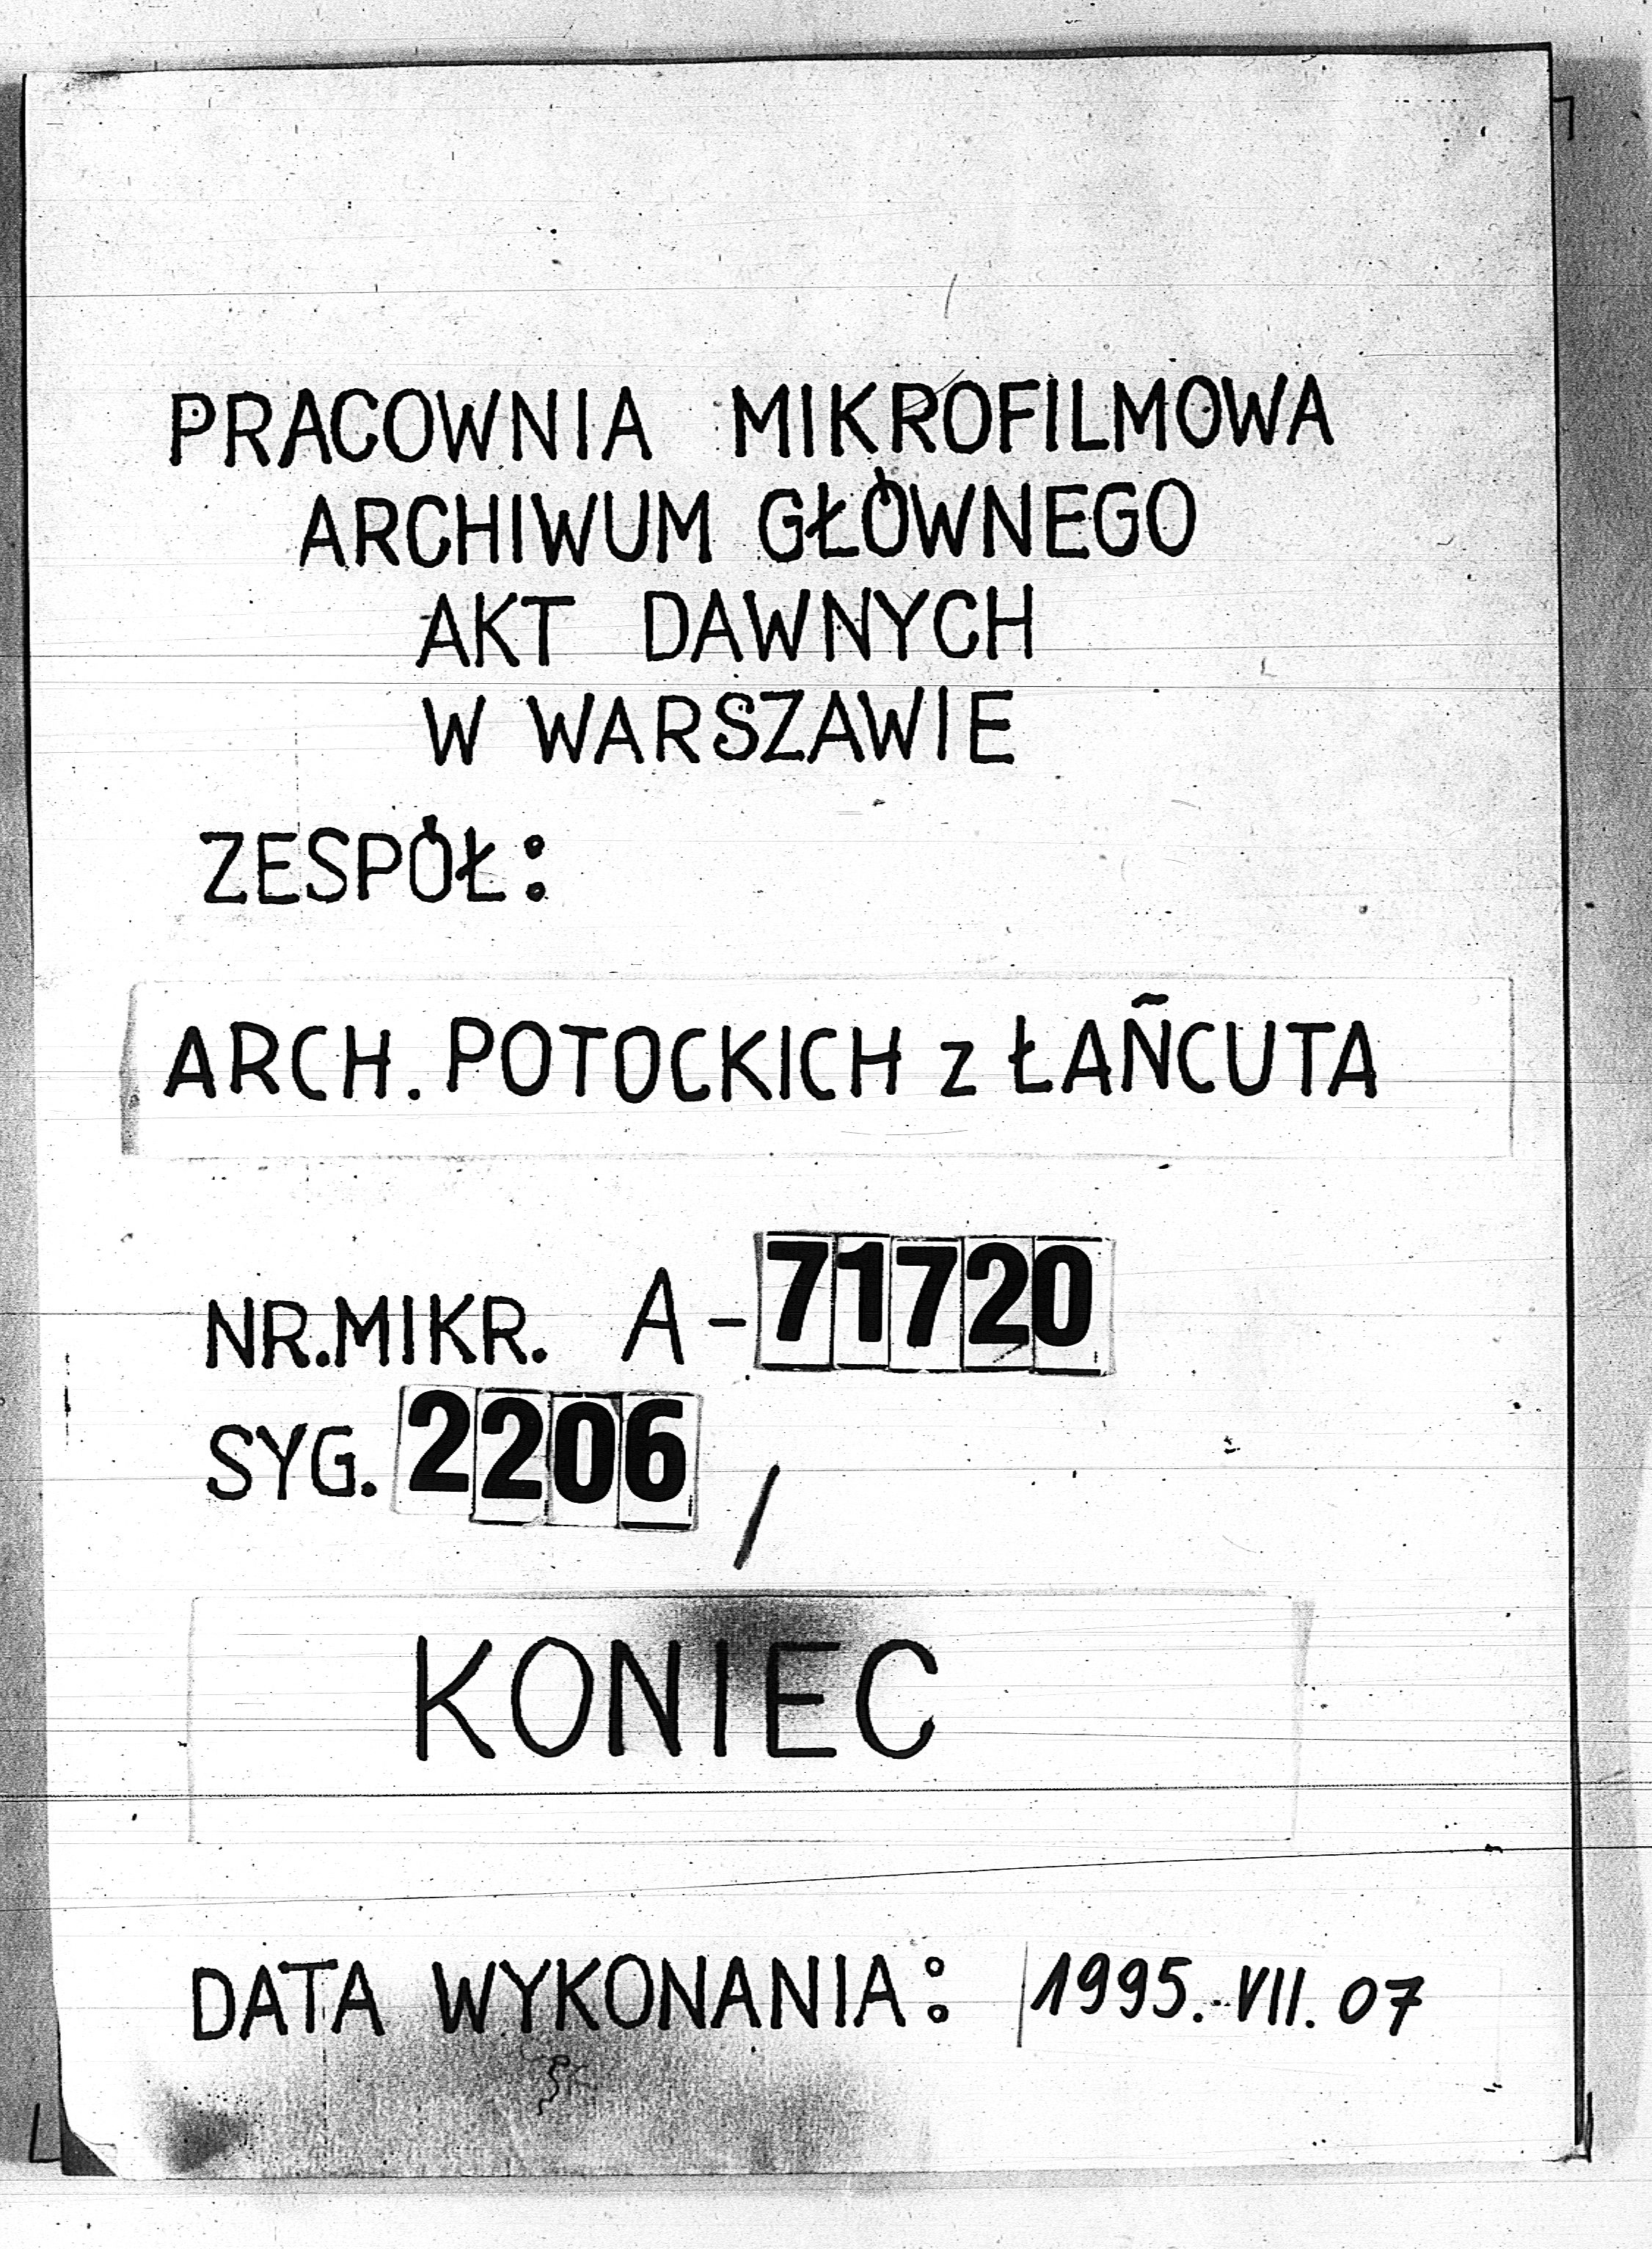 PRACOWNIA MIKROFILMOWA
ARCHIWUM GŁÓWNEGO
AKT DAWNYCH
W WARSZAWIE
ZESPÓŁ:
ARCH. POTOCKICH z ŁAŃCUTA
NR.MIKR. A-71720
SYG. 2206 /
KONIEC
DATA WYKONANIA: 1995. VII. 07